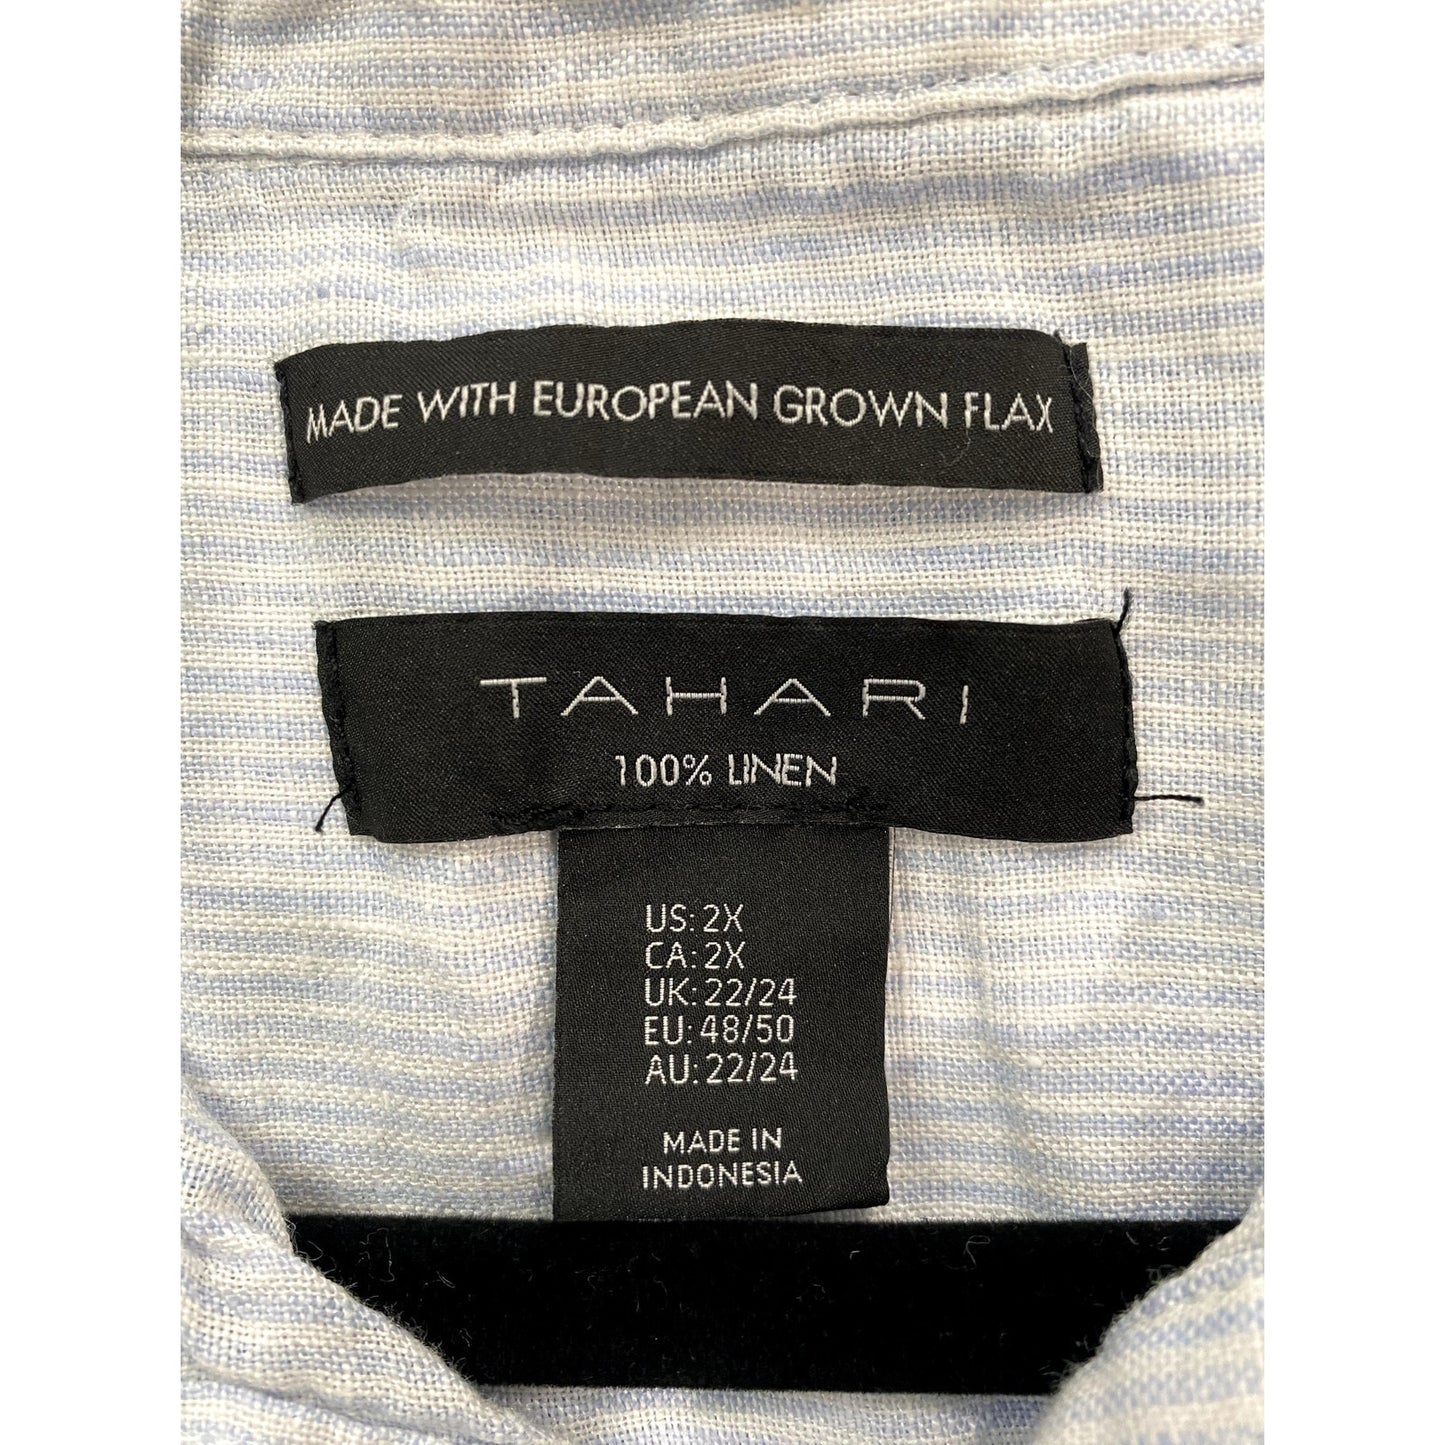 MADE WITH EUROPEAN GROWN FLAX
TAHARI
100% LINEN
US: 2X
CA: 2X
UK: 22/24
EU: 48/50
AU: 22/24
MADE IN
INDONESIA